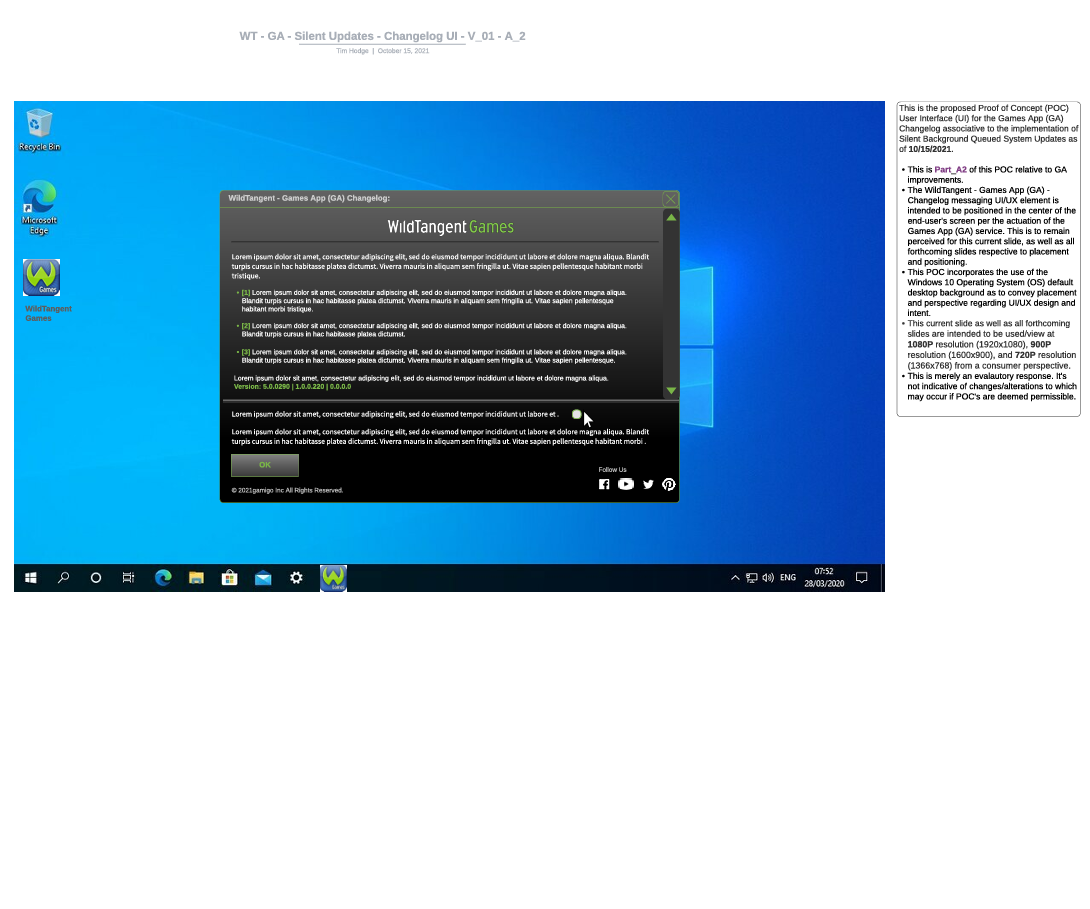 WT - GA - Silent Updates - Changelog UI - V_01 - A_2
Tim Hodge | October 15, 2021
Recycle Bin
Microsoft
Edge
Games
WildTangent
Games
WildTangent - Games App (GA) Changelog:
WildTangent Games
Lorem ipsum dolor sit amet, consectetur adipiscing elit, sed do eiusmod tempor incididunt ut labore et dolore magna aliqua. Blandit
turpis cursus in hac habitasse platea dictumst. Viverra mauris in aliquam sem fringilla ut. Vitae sapien pellentesque habitant morbi
tristique.
• [1] Lorem ipsum dolor sit amet, consectetur adipiscing elit, sed do eiusmod tempor incididunt ut labore et dolore magna aliqua.
Blandit turpis cursus in hac habitasse platea dictumst. Viverra mauris in aliquam sem fringilla ut. Vitae sapien pellentesque
habitant morbi tristique.
• [2] Lorem ipsum dolor sit amet, consectetur adipiscing elit, sed do eiusmod tempor incididunt ut labore et dolore magna aliqua.
Blandit turpis cursus in hac habitasse platea dictumst.
• [3] Lorem ipsum dolor sit amet, consectetur adipiscing elit, sed do eiusmod tempor incididunt ut labore et dolore magna aliqua.
Blandit turpis cursus in hac habitasse platea dictumst. Viverra mauris in aliquam sem fringilla ut. Vitae sapien pellentesque.
Lorem ipsum dolor sit amet, consectetur adipiscing elit, sed do eiusmod tempor incididunt ut labore et dolore magna aliqua.
Version: 5.0.0290 | 1.0.0.220 | 0.0.0.0
Lorem ipsum dolor sit amet, consectetur adipiscing elit, sed do eiusmod tempor incididunt ut labore et .
Lorem ipsum dolor sit amet, consectetur adipiscing elit, sed do eiusmod tempor incididunt ut labore et dolore magna aliqua. Blandit
turpis cursus in hac habitasse platea dictumst. Viverra mauris in aliquam sem fringilla ut. Vitae sapien pellentesque habitant morbi .
OK
Follow Us
© 2021gamigo Inc All Rights Reserved.
Games
ENG
07:52
28/03/2020
This is the proposed Proof of Concept (POC)
User Interface (UI) for the Games App (GA)
Changelog associative to the implementation of
Silent Background Queued System Updates as
of 10/15/2021.
• This is Part_A2 of this POC relative to GA
improvements.
• The WildTangent - Games App (GA) -
Changelog messaging UI/UX element is
intended to be positioned in the center of the
end-user's screen per the actuation of the
Games App (GA) service. This is to remain
perceived for this current slide, as well as all
forthcoming slides respective to placement
and positioning.
• This POC incorporates the use of the
Windows 10 Operating System (OS) default
desktop background as to convey placement
and perspective regarding UI/UX design and
intent.
• This current slide as well as all forthcoming
slides are intended to be used/view at
1080P resolution (1920x1080), 900P
resolution (1600x900), and 720P resolution
(1366x768) from a consumer perspective.
• This is merely an evalautory response. It's
not indicative of changes/alterations to which
may occur if POC's are deemed permissible.